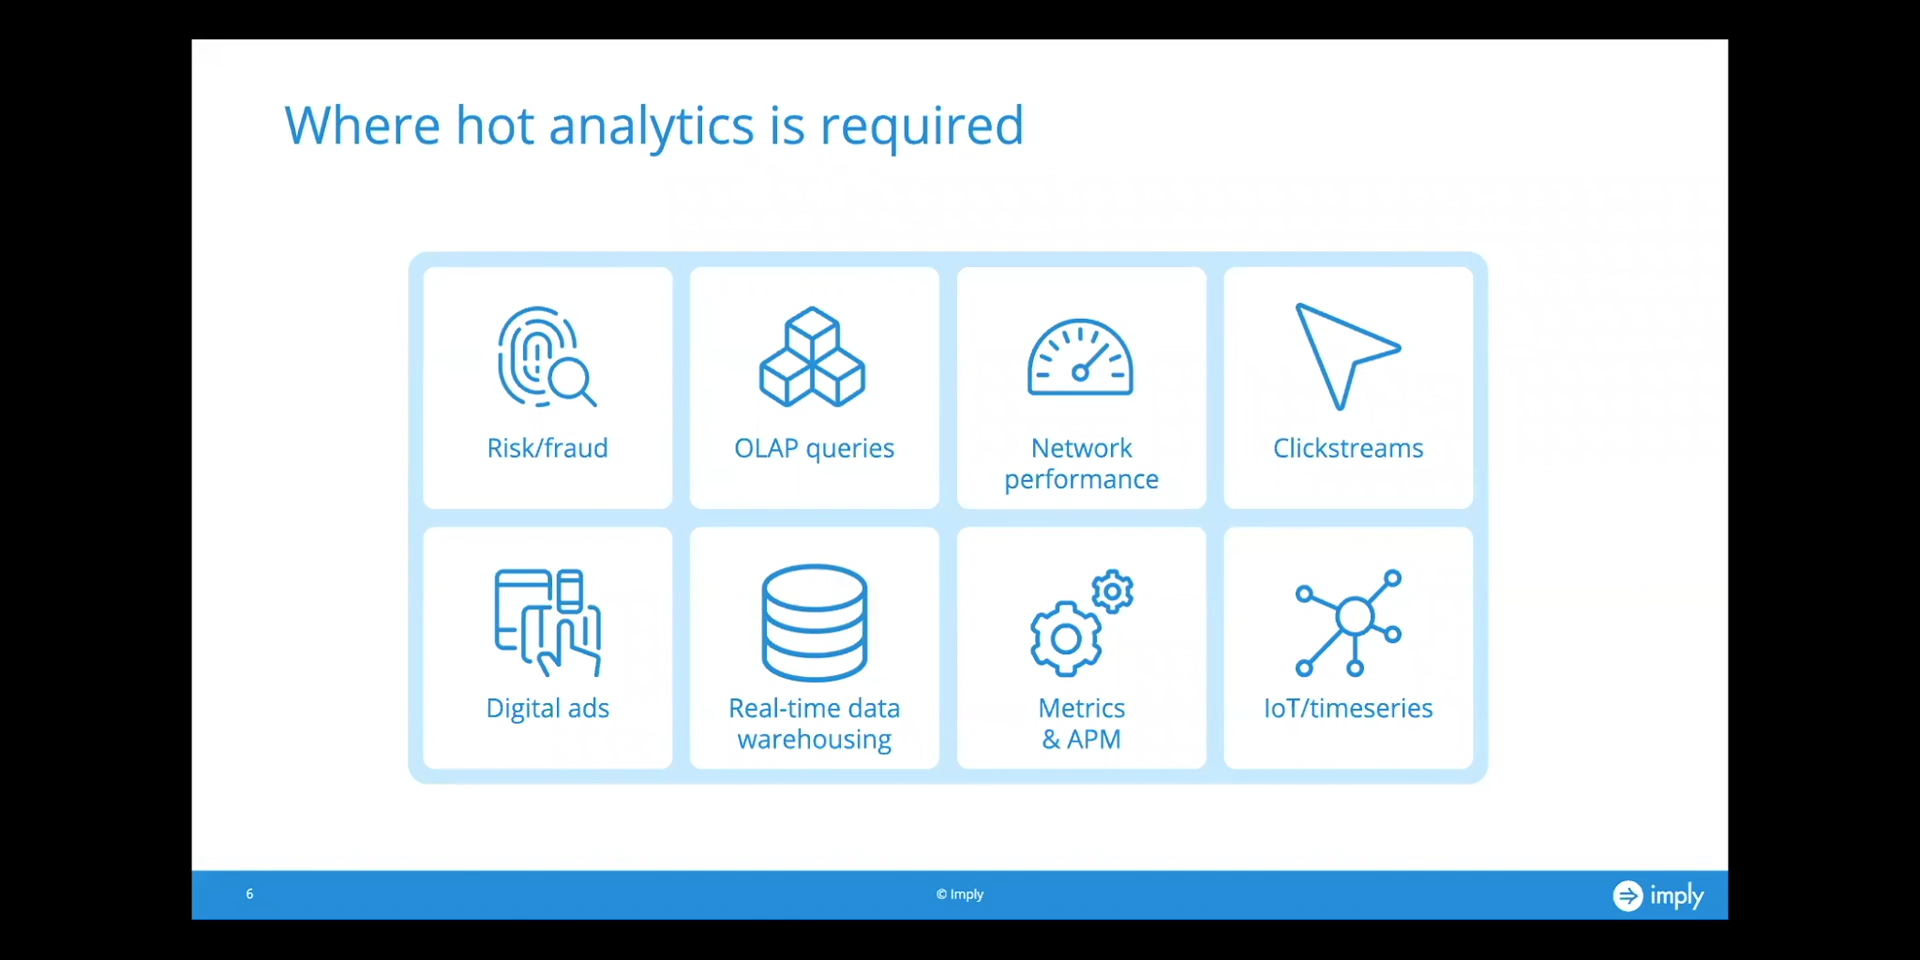 Where hot analytics is required
Risk/fraud
OLAP queries
Network
performance
Clickstreams
Digital ads
Real-time data
warehousing
Metrics
& APM
IoT/timeseries
6
© Imply
imply